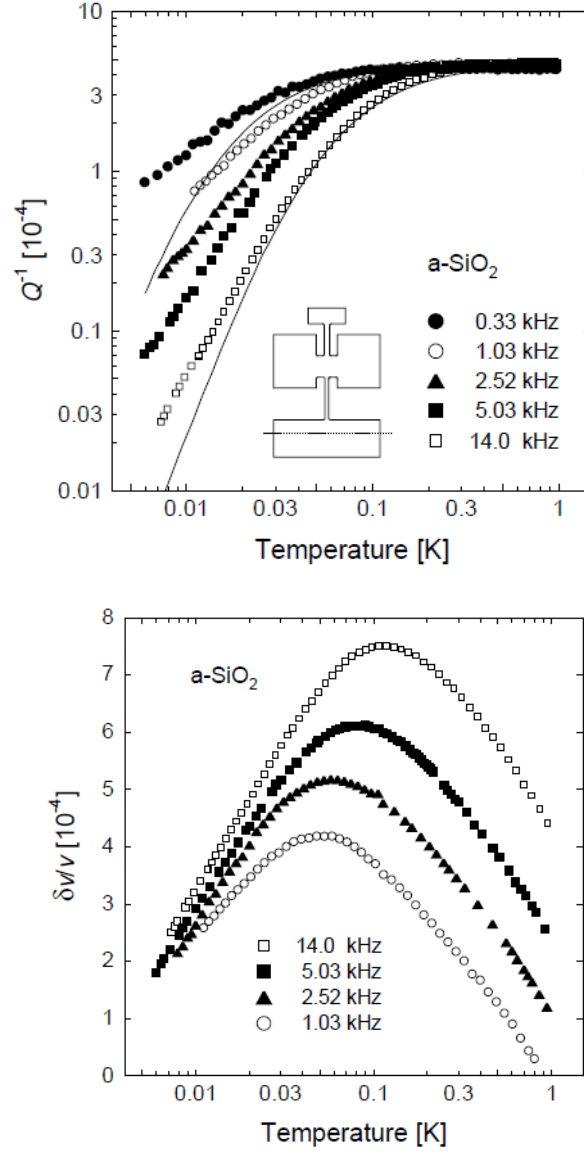 10
3
1
0.3
0.1
0.03
0.01
Q⁻¹ [10⁻⁴]
a-SiO₂
0.33 kHz
1.03 kHz
2.52 kHz
5.03 kHz
14.0 kHz
0.01 0.03 0.1 0.3 1
Temperature [K]
8
7
6
5
4
3
2
1
0
δv/v [10⁻⁴]
a-SiO₂
14.0 kHz
5.03 kHz
2.52 kHz
1.03 kHz
0.01 0.03 0.1 0.3 1
Temperature [K]